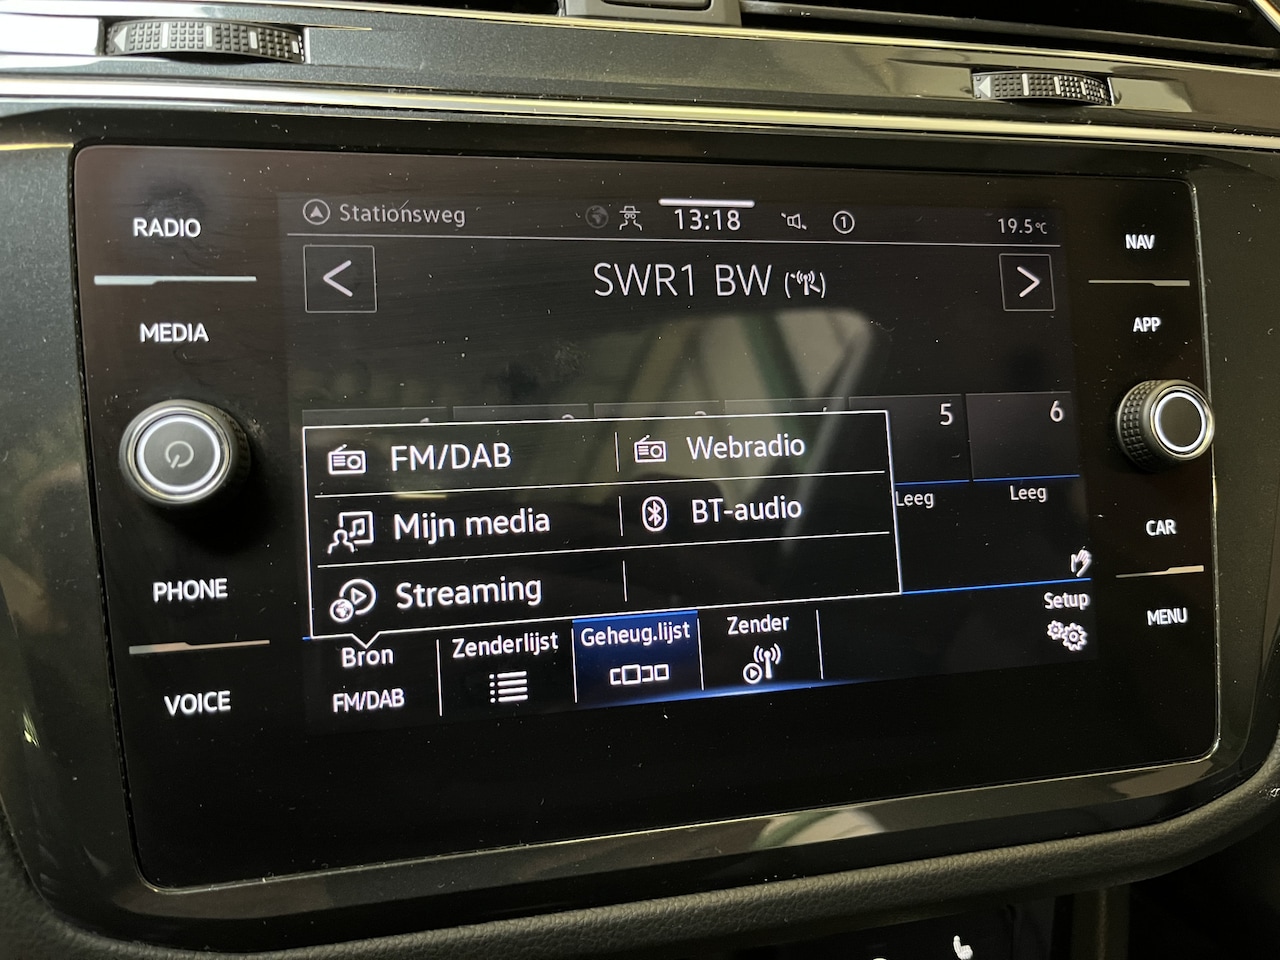 RADIO
MEDIA
PHONE
VOICE
Stationsweg
13:18
1
19.5°C
SWR1 BW
5
6
Leeg
Leeg
FM/DAB
Webradio
Mijn media
BT-audio
Streaming
Bron
FM/DAB
Zenderlijst
Geheug.lijst
Zender
Setup
NAV
APP
CAR
MENU